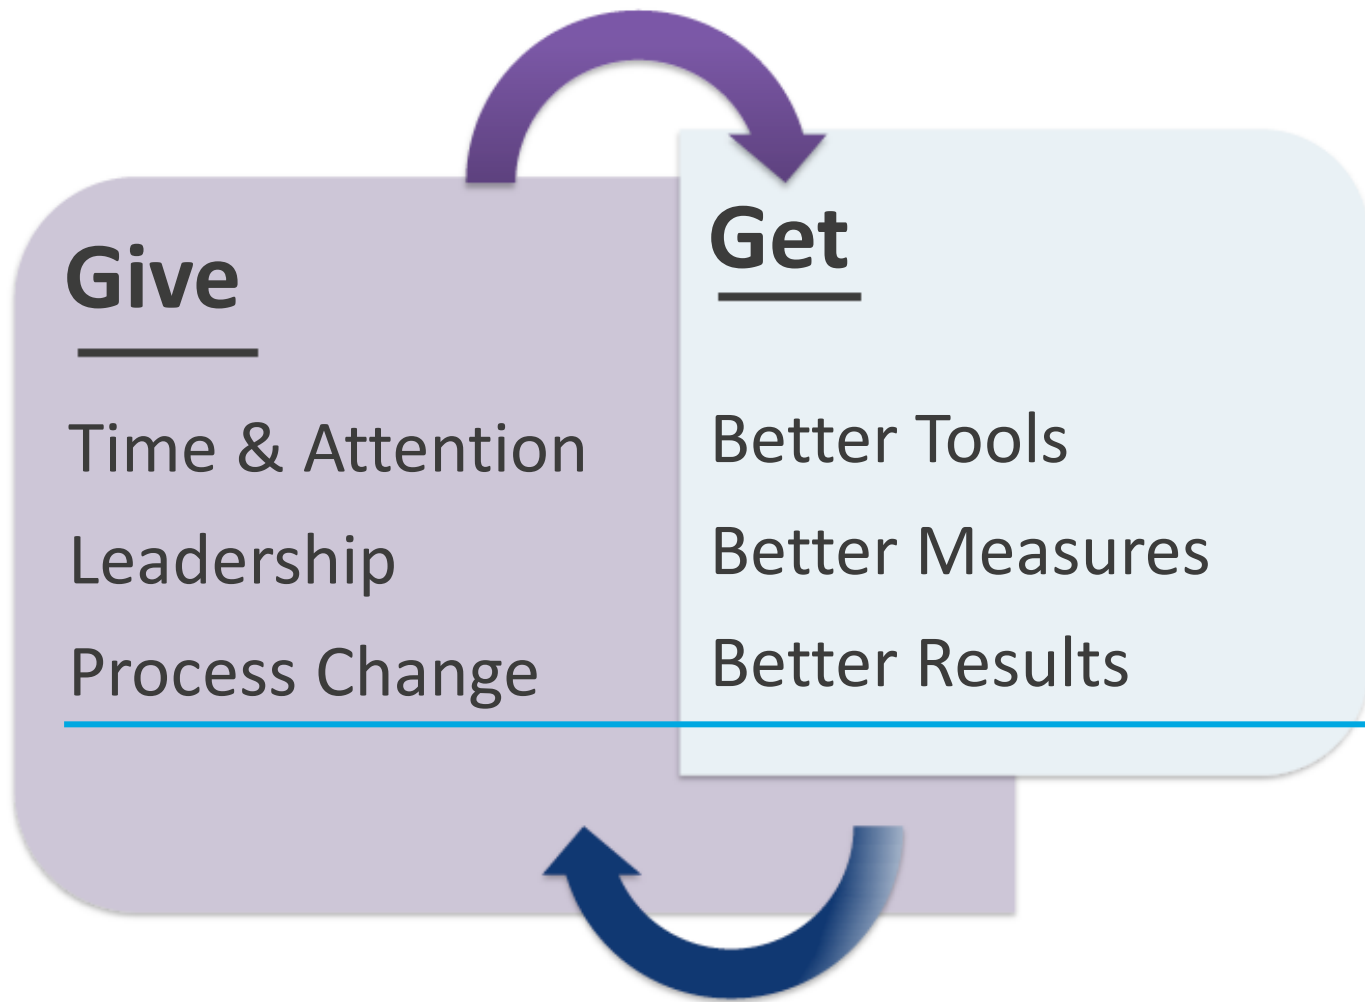 Give
Time & Attention
Leadership
Process Change
Get
Better Tools
Better Measures
Better Results